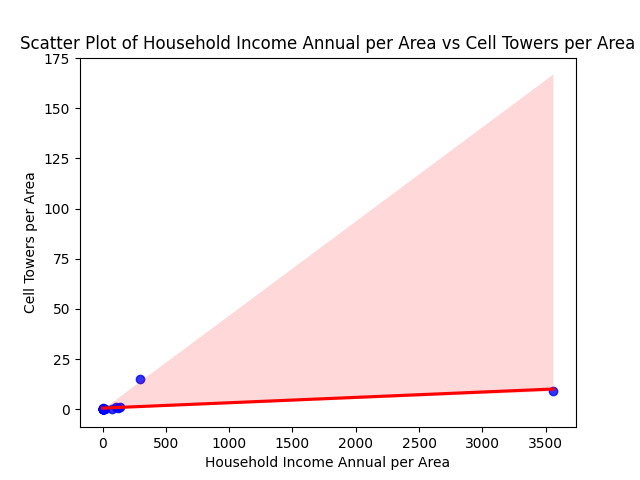 Scatter Plot of Household Income Annual per Area vs Cell Towers per Area
175
150
125
100
75
50
25
0
Cell Towers per Area
0 500 1000 1500 2000 2500 3000 3500
Household Income Annual per Area